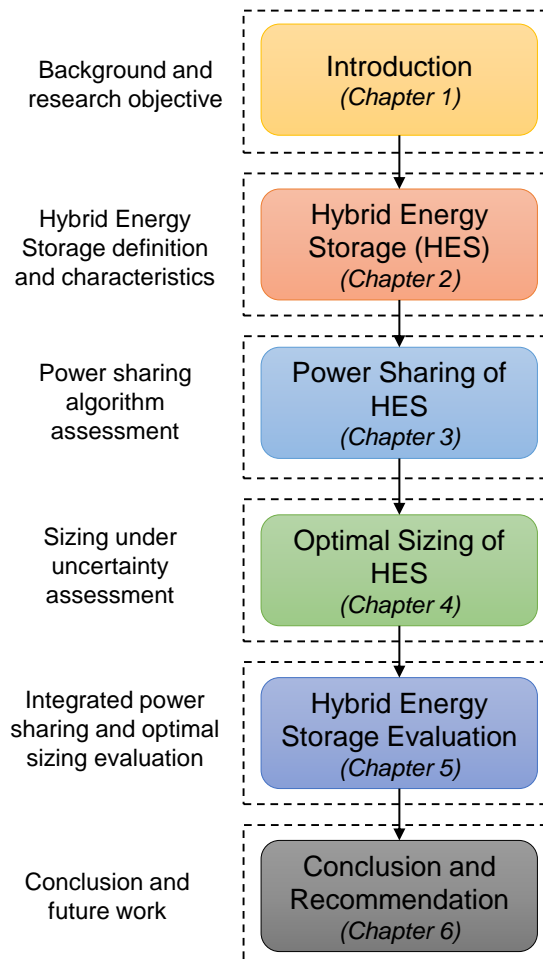 Background and
research objective
Introduction
(Chapter 1)
Hybrid Energy
Storage definition
and characteristics
Hybrid Energy
Storage (HES)
(Chapter 2)
Power sharing
algorithm
assessment
Power Sharing of
HES
(Chapter 3)
Sizing under
uncertainty
assessment
Optimal Sizing of
HES
(Chapter 4)
Integrated power
sharing and optimal
sizing evaluation
Hybrid Energy
Storage Evaluation
(Chapter 5)
Conclusion and
future work
Conclusion and
Recommendation
(Chapter 6)